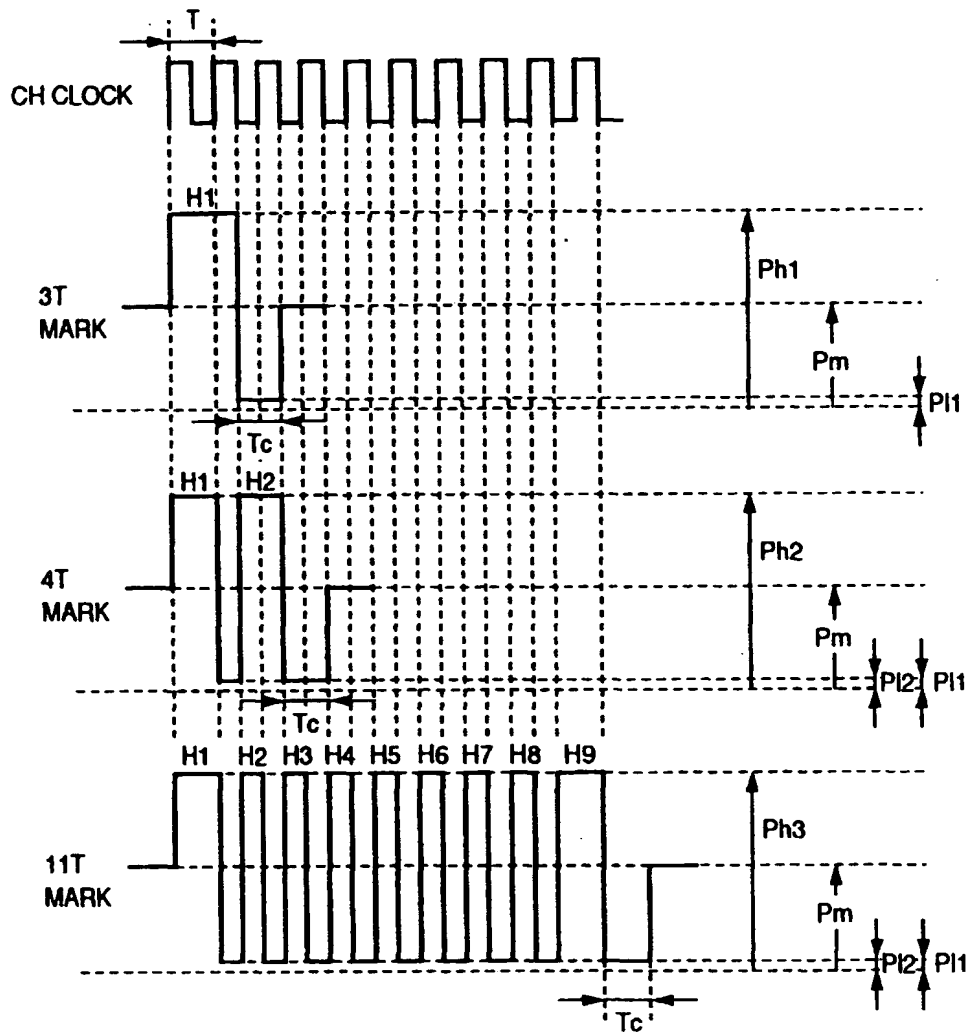 T
CH CLOCK
H1
3T
MARK
Ph1
Pm
Pl1
Tc
H1 H2
4T
MARK
Ph2
Pm
Pl2 Pl1
Tc
H1 H2 H3 H4 H5 H6 H7 H8 H9
11T
MARK
Ph3
Pm
Pl2 Pl1
Tc